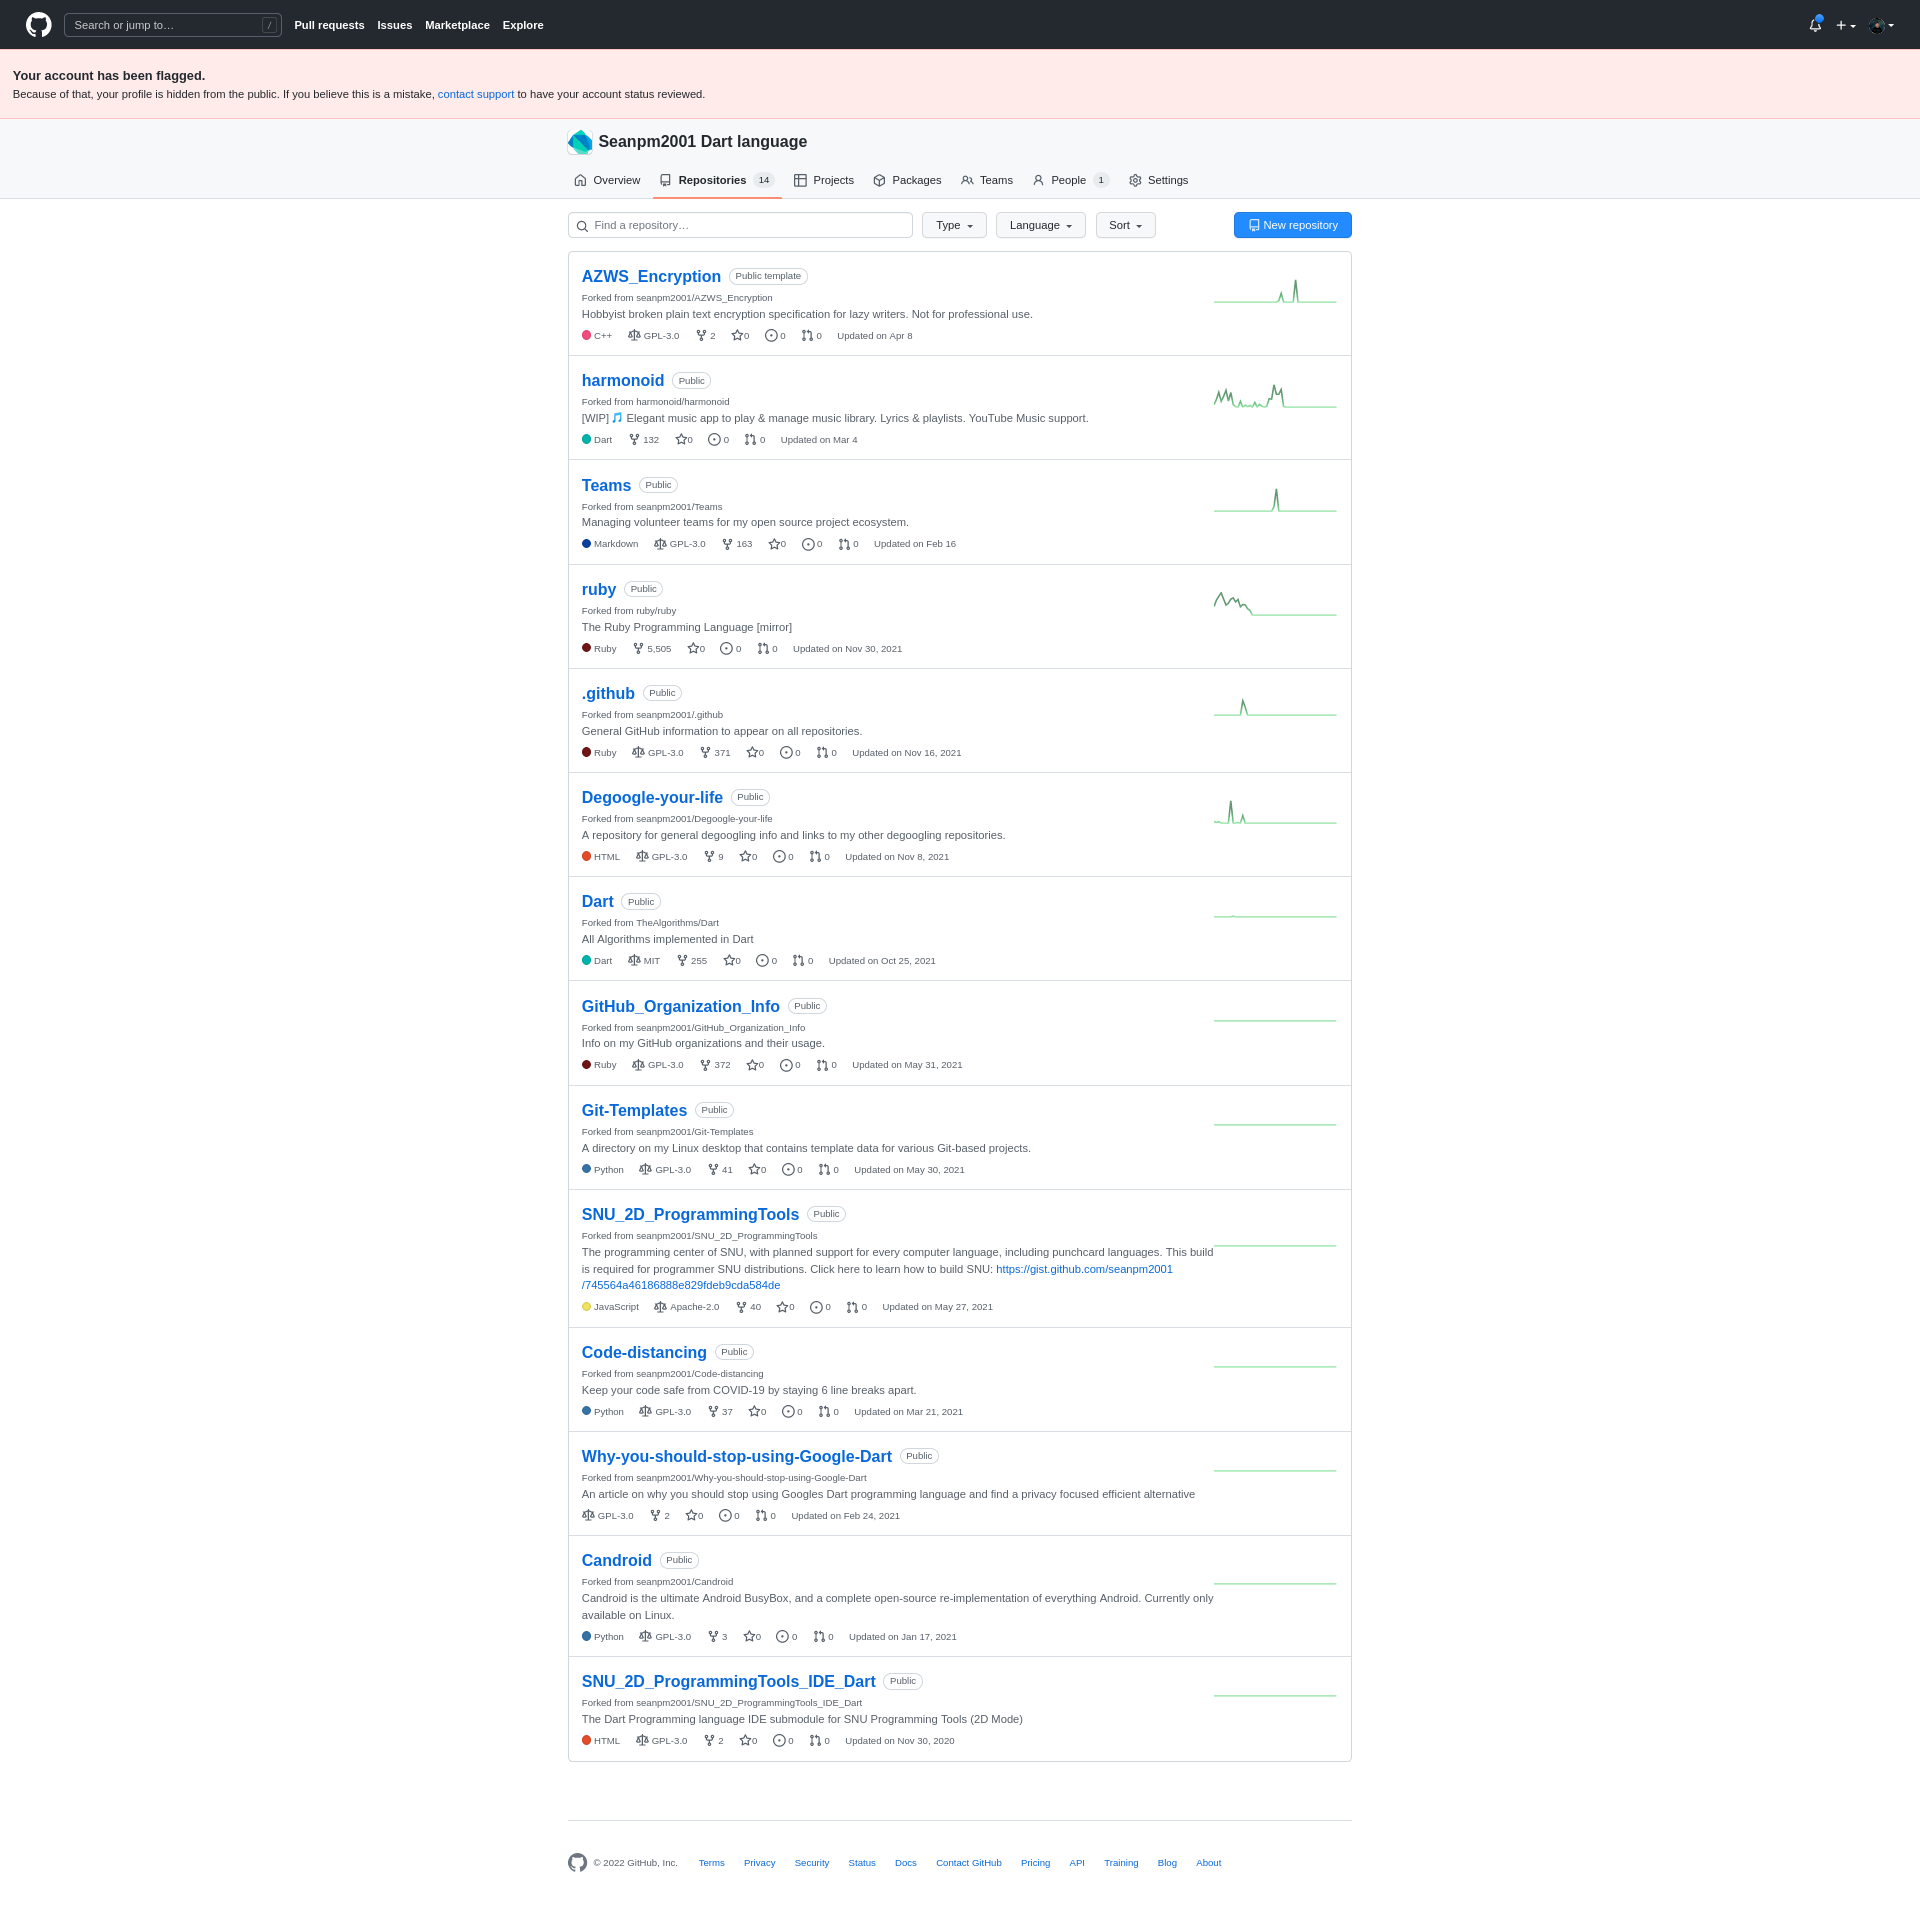 Search or jump to… /
Pull requests Issues Marketplace Explore
Your account has been flagged.
Because of that, your profile is hidden from the public. If you believe this is a mistake, contact support to have your account status reviewed.
Seanpm2001 Dart language
Overview Repositories 14 Projects Packages Teams People 1 Settings
Find a repository… Type Language Sort New repository
AZWS_Encryption Public template
Forked from seanpm2001/AZWS_Encryption
Hobbyist broken plain text encryption specification for lazy writers. Not for professional use.
C++ GPL-3.0 2 0 0 0 Updated on Apr 8
harmonoid Public
Forked from harmonoid/harmonoid
[WIP] 🎵 Elegant music app to play & manage music library. Lyrics & playlists. YouTube Music support.
Dart 132 0 0 0 Updated on Mar 4
Teams Public
Forked from seanpm2001/Teams
Managing volunteer teams for my open source project ecosystem.
Markdown GPL-3.0 163 0 0 0 Updated on Feb 16
ruby Public
Forked from ruby/ruby
The Ruby Programming Language [mirror]
Ruby 5,505 0 0 0 Updated on Nov 30, 2021
.github Public
Forked from seanpm2001/.github
General GitHub information to appear on all repositories.
Ruby GPL-3.0 371 0 0 0 Updated on Nov 16, 2021
Degoogle-your-life Public
Forked from seanpm2001/Degoogle-your-life
A repository for general degoogling info and links to my other degoogling repositories.
HTML GPL-3.0 9 0 0 0 Updated on Nov 8, 2021
Dart Public
Forked from TheAlgorithms/Dart
All Algorithms implemented in Dart
Dart MIT 255 0 0 0 Updated on Oct 25, 2021
GitHub_Organization_Info Public
Forked from seanpm2001/GitHub_Organization_Info
Info on my GitHub organizations and their usage.
Ruby GPL-3.0 372 0 0 0 Updated on May 31, 2021
Git-Templates Public
Forked from seanpm2001/Git-Templates
A directory on my Linux desktop that contains template data for various Git-based projects.
Python GPL-3.0 41 0 0 0 Updated on May 30, 2021
SNU_2D_ProgrammingTools Public
Forked from seanpm2001/SNU_2D_ProgrammingTools
The programming center of SNU, with planned support for every computer language, including punchcard languages. This build
is required for programmer SNU distributions. Click here to learn how to build SNU: https://gist.github.com/seanpm2001
/745564a46186888e829fdeb9cda584de
JavaScript Apache-2.0 40 0 0 0 Updated on May 27, 2021
Code-distancing Public
Forked from seanpm2001/Code-distancing
Keep your code safe from COVID-19 by staying 6 line breaks apart.
Python GPL-3.0 37 0 0 0 Updated on Mar 21, 2021
Why-you-should-stop-using-Google-Dart Public
Forked from seanpm2001/Why-you-should-stop-using-Google-Dart
An article on why you should stop using Googles Dart programming language and find a privacy focused efficient alternative
GPL-3.0 2 0 0 0 Updated on Feb 24, 2021
Candroid Public
Forked from seanpm2001/Candroid
Candroid is the ultimate Android BusyBox, and a complete open-source re-implementation of everything Android. Currently only
available on Linux.
Python GPL-3.0 3 0 0 0 Updated on Jan 17, 2021
SNU_2D_ProgrammingTools_IDE_Dart Public
Forked from seanpm2001/SNU_2D_ProgrammingTools_IDE_Dart
The Dart Programming language IDE submodule for SNU Programming Tools (2D Mode)
HTML GPL-3.0 2 0 0 0 Updated on Nov 30, 2020
© 2022 GitHub, Inc. Terms Privacy Security Status Docs Contact GitHub Pricing API Training Blog About